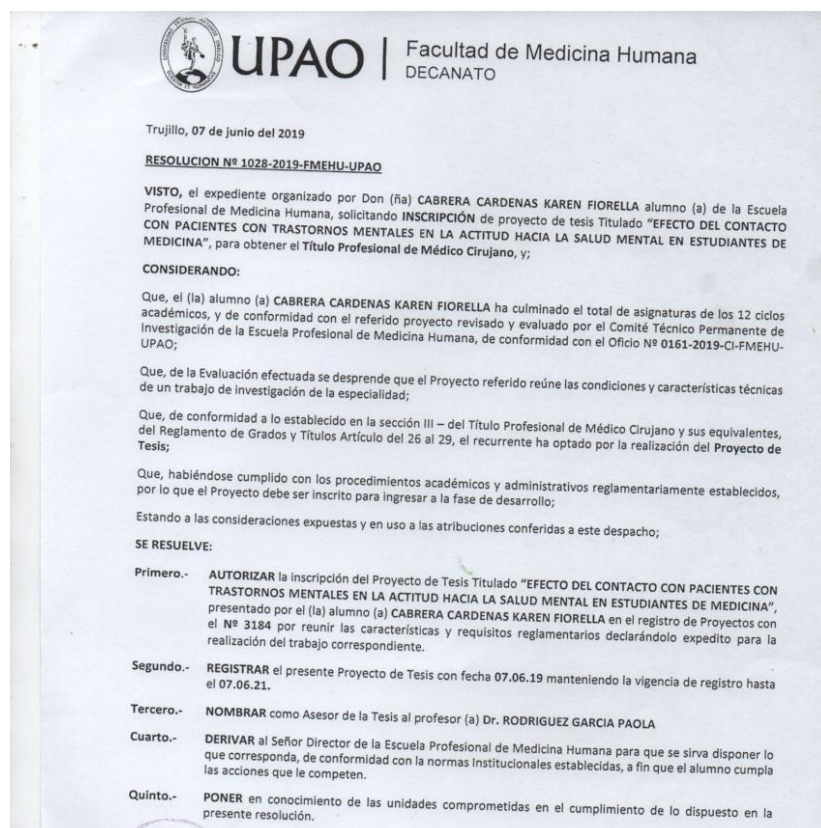 UPAO | Facultad de Medicina Humana
DECANATO
Trujillo, 07 de junio del 2019
RESOLUCION Nº 1028-2019-FMEHU-UPAO
VISTO, el expediente organizado por Don (ña) CABRERA CARDENAS KAREN FIORELLA alumno (a) de la Escuela
Profesional de Medicina Humana, solicitando INSCRIPCIÓN de proyecto de tesis Titulado “EFECTO DEL CONTACTO
CON PACIENTES CON TRASTORNOS MENTALES EN LA ACTITUD HACIA LA SALUD MENTAL EN ESTUDIANTES DE
MEDICINA”, para obtener el Título Profesional de Médico Cirujano, y;
CONSIDERANDO:
Que, el (la) alumno (a) CABRERA CARDENAS KAREN FIORELLA ha culminado el total de asignaturas de los 12 ciclos
académicos, y de conformidad con el referido proyecto revisado y evaluado por el Comité Técnico Permanente de
Investigación de la Escuela Profesional de Medicina Humana, de conformidad con el Oficio Nº 0161-2019-CI-FMEHU-
UPAO;
Que, de la Evaluación efectuada se desprende que el Proyecto referido reúne las condiciones y características técnicas
de un trabajo de investigación de la especialidad;
Que, de conformidad a lo establecido en la sección III – del Título Profesional de Médico Cirujano y sus equivalentes,
del Reglamento de Grados y Títulos Artículo del 26 al 29, el recurrente ha optado por la realización del Proyecto de
Tesis;
Que, habiéndose cumplido con los procedimientos académicos y administrativos reglamentariamente establecidos,
por lo que el Proyecto debe ser inscrito para ingresar a la fase de desarrollo;
Estando a las consideraciones expuestas y en uso a las atribuciones conferidas a este despacho;
SE RESUELVE:
Primero.- AUTORIZAR la inscripción del Proyecto de Tesis Titulado “EFECTO DEL CONTACTO CON PACIENTES CON
TRASTORNOS MENTALES EN LA ACTITUD HACIA LA SALUD MENTAL EN ESTUDIANTES DE MEDICINA”,
presentado por el (la) alumno (a) CABRERA CARDENAS KAREN FIORELLA en el registro de Proyectos con
el Nº 3184 por reunir las características y requisitos reglamentarios declarándolo expedito para la
realización del trabajo correspondiente.
Segundo.- REGISTRAR el presente Proyecto de Tesis con fecha 07.06.19 manteniendo la vigencia de registro hasta
el 07.06.21.
Tercero.- NOMBRAR como Asesor de la Tesis al profesor (a) Dr. RODRIGUEZ GARCIA PAOLA
Cuarto.- DERIVAR al Señor Director de la Escuela Profesional de Medicina Humana para que se sirva disponer lo
que corresponda, de conformidad con la normas Institucionales establecidas, a fin que el alumno cumpla
las acciones que le competen.
Quinto.- PONER en conocimiento de las unidades comprometidas en el cumplimiento de lo dispuesto en la
presente resolución.